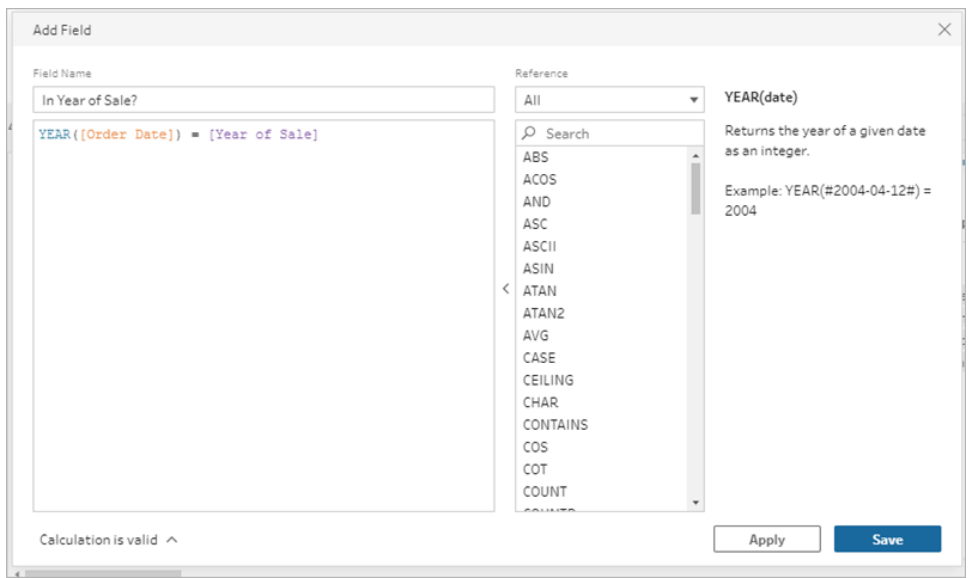 Add Field
Field Name
In Year of Sale?
YEAR([Order Date]) = [Year of Sale]
Reference
All
Search
ABS
ACOS
AND
ASC
ASCII
ASIN
ATAN
ATAN2
AVG
CASE
CEILING
CHAR
CONTAINS
COS
COT
COUNT
YEAR(date)
Returns the year of a given date
as an integer.
Example: YEAR(#2004-04-12#) =
2004
Calculation is valid
Apply
Save